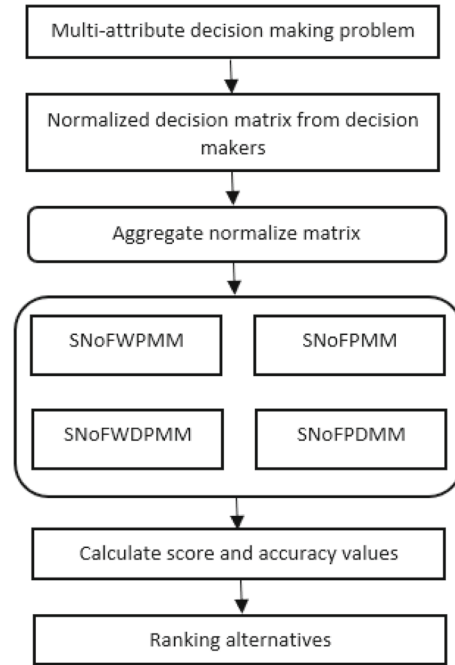 Multi-attribute decision making problem
Normalized decision matrix from decision
makers
Aggregate normalize matrix
SNoFWPMM
SNoFPMM
SNoFWDPMM
SNoFPDMM
Calculate score and accuracy values
Ranking alternatives